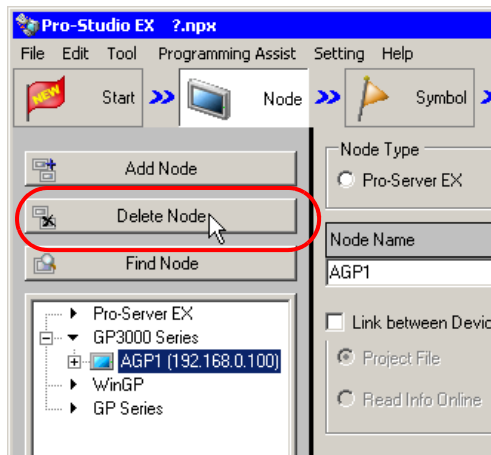 Pro-Studio EX ?.npx
File Edit Tool Programming Assist Setting Help
NEW Start Node Symbol
Add Node
Delete Node
Find Node
Pro-Server EX
GP3000 Series
AGP1 (192.168.0.100)
WinGP
GP Series
Node Type
Pro-Server EX
Node Name
AGP1
Link between Devic
Project File
Read Info Online